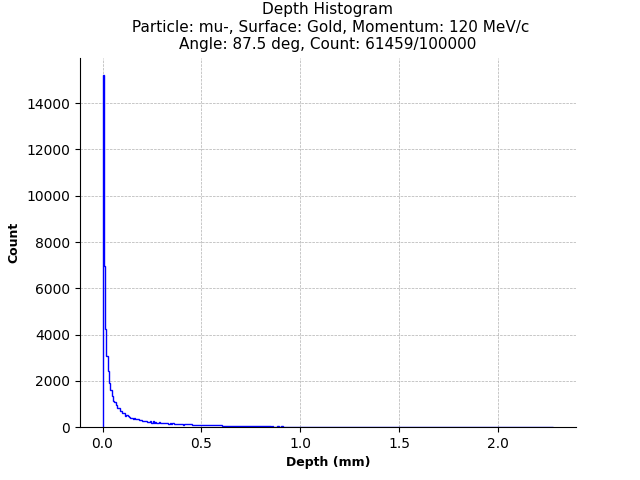 Depth Histogram
Particle: mu-, Surface: Gold, Momentum: 120 MeV/c
Angle: 87.5 deg, Count: 61459/100000
14000
12000
10000
8000
6000
4000
2000
0
Count
0.0
0.5
1.0
1.5
2.0
Depth (mm)